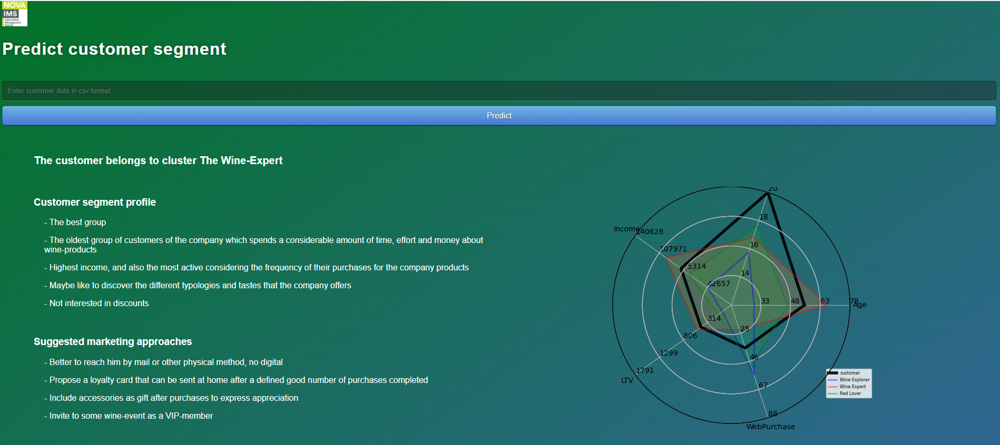 NOVA
IMS
Information
Management
School
Predict customer segment
Enter customer data in csv format
Predict
The customer belongs to cluster The Wine-Expert
Customer segment profile
- The best group
- The oldest group of customers of the company which spends a considerable amount of time, effort and money about
wine-products
- Highest income, and also the most active considering the frequency of their purchases for the company products
- Maybe like to discover the different typologies and tastes that the company offers
- Not interested in discounts
Suggested marketing approaches
- Better to reach him by mail or other physical method, no digital
- Propose a loyalty card that can be sent at home after a defined good number of purchases completed
- Include accessories as gift after purchases to express appreciation
- Invite to some wine-event as a VIP-member
20
18
16
14
Income
140628
107971
75314
42657
33
48
63
78
Age
314
806
1299
1791
LTV
25
46
67
88
WebPurchase
customer
Wine Explorer
Wine Expert
Red Lover